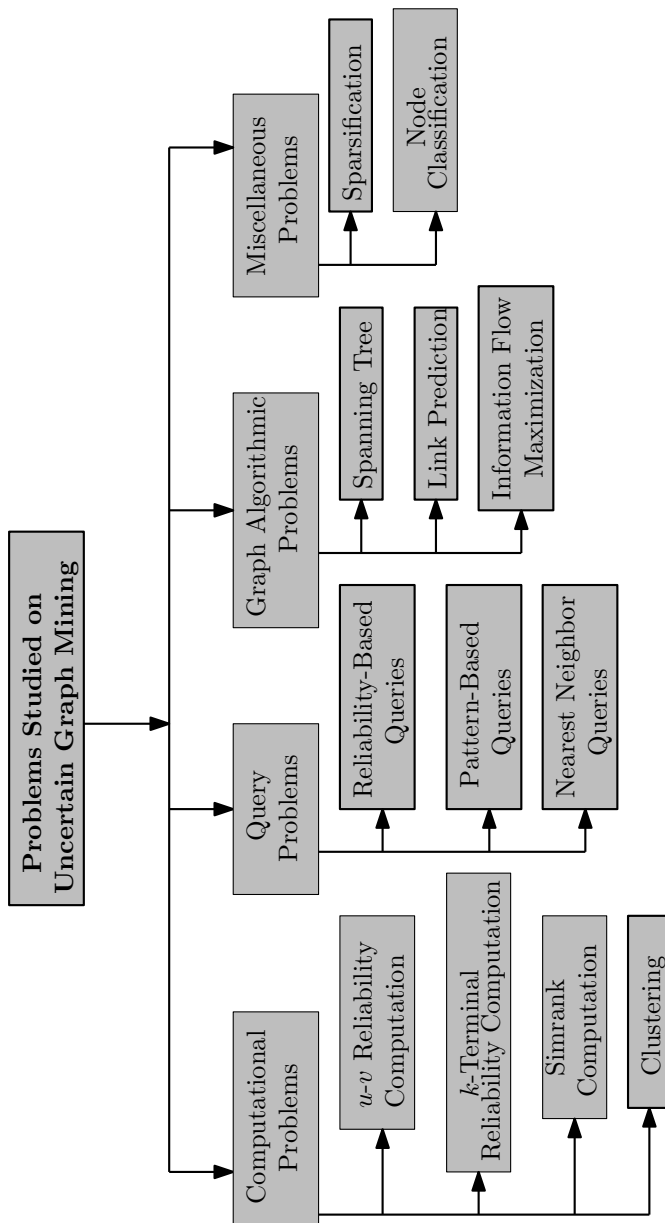 Problems Studied on
Uncertain Graph Mining
Computational
Problems
u-v Reliability
Computation
k-Terminal
Reliability Computation
Simrank
Computation
Clustering
Query
Problems
Reliability-Based
Queries
Pattern-Based
Queries
Nearest Neighbor
Queries
Graph Algorithmic
Problems
Spanning Tree
Link Prediction
Information Flow
Maximization
Miscellaneous
Problems
Sparsification
Node
Classification